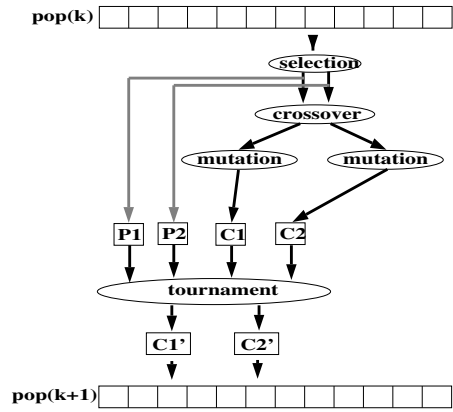 pop(k)
selection
crossover
mutation mutation
P1 P2 C1 C2
tournament
C1' C2'
pop(k+1)